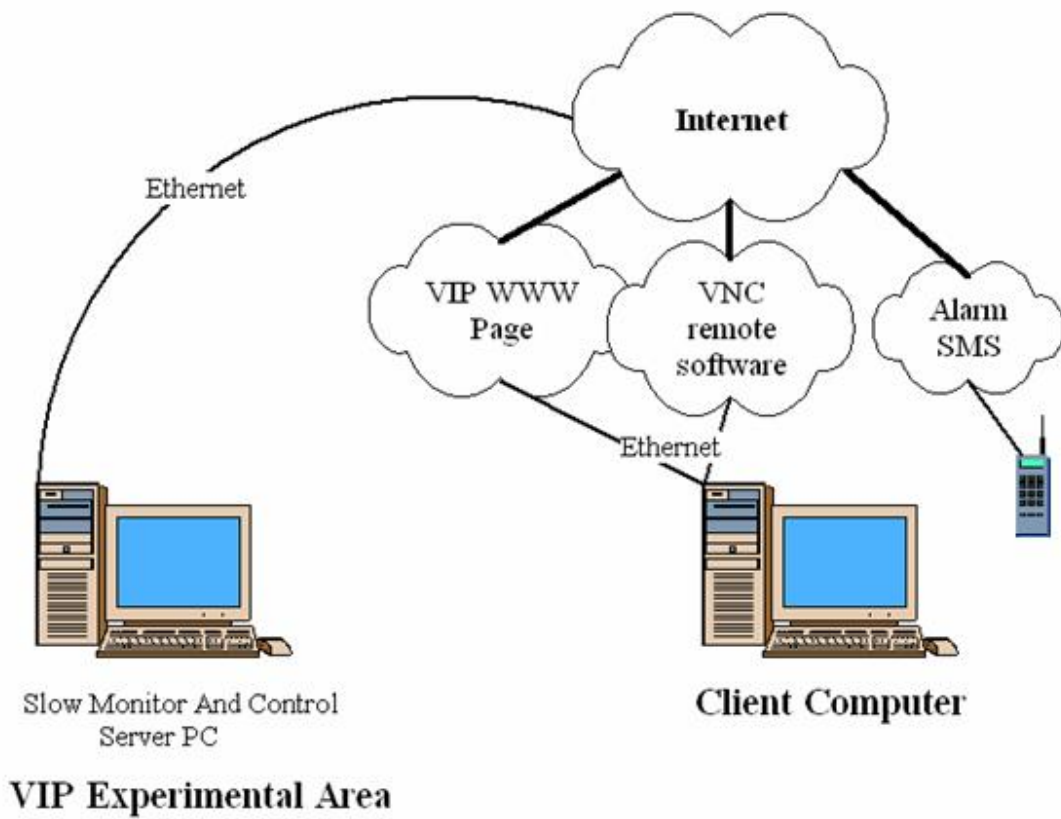 Internet
Ethernet
VIP WWW
Page
VNC
remote
software
Alarm
SMS
Ethernet
Slow Monitor And Control
Server PC
Client Computer
VIP Experimental Area